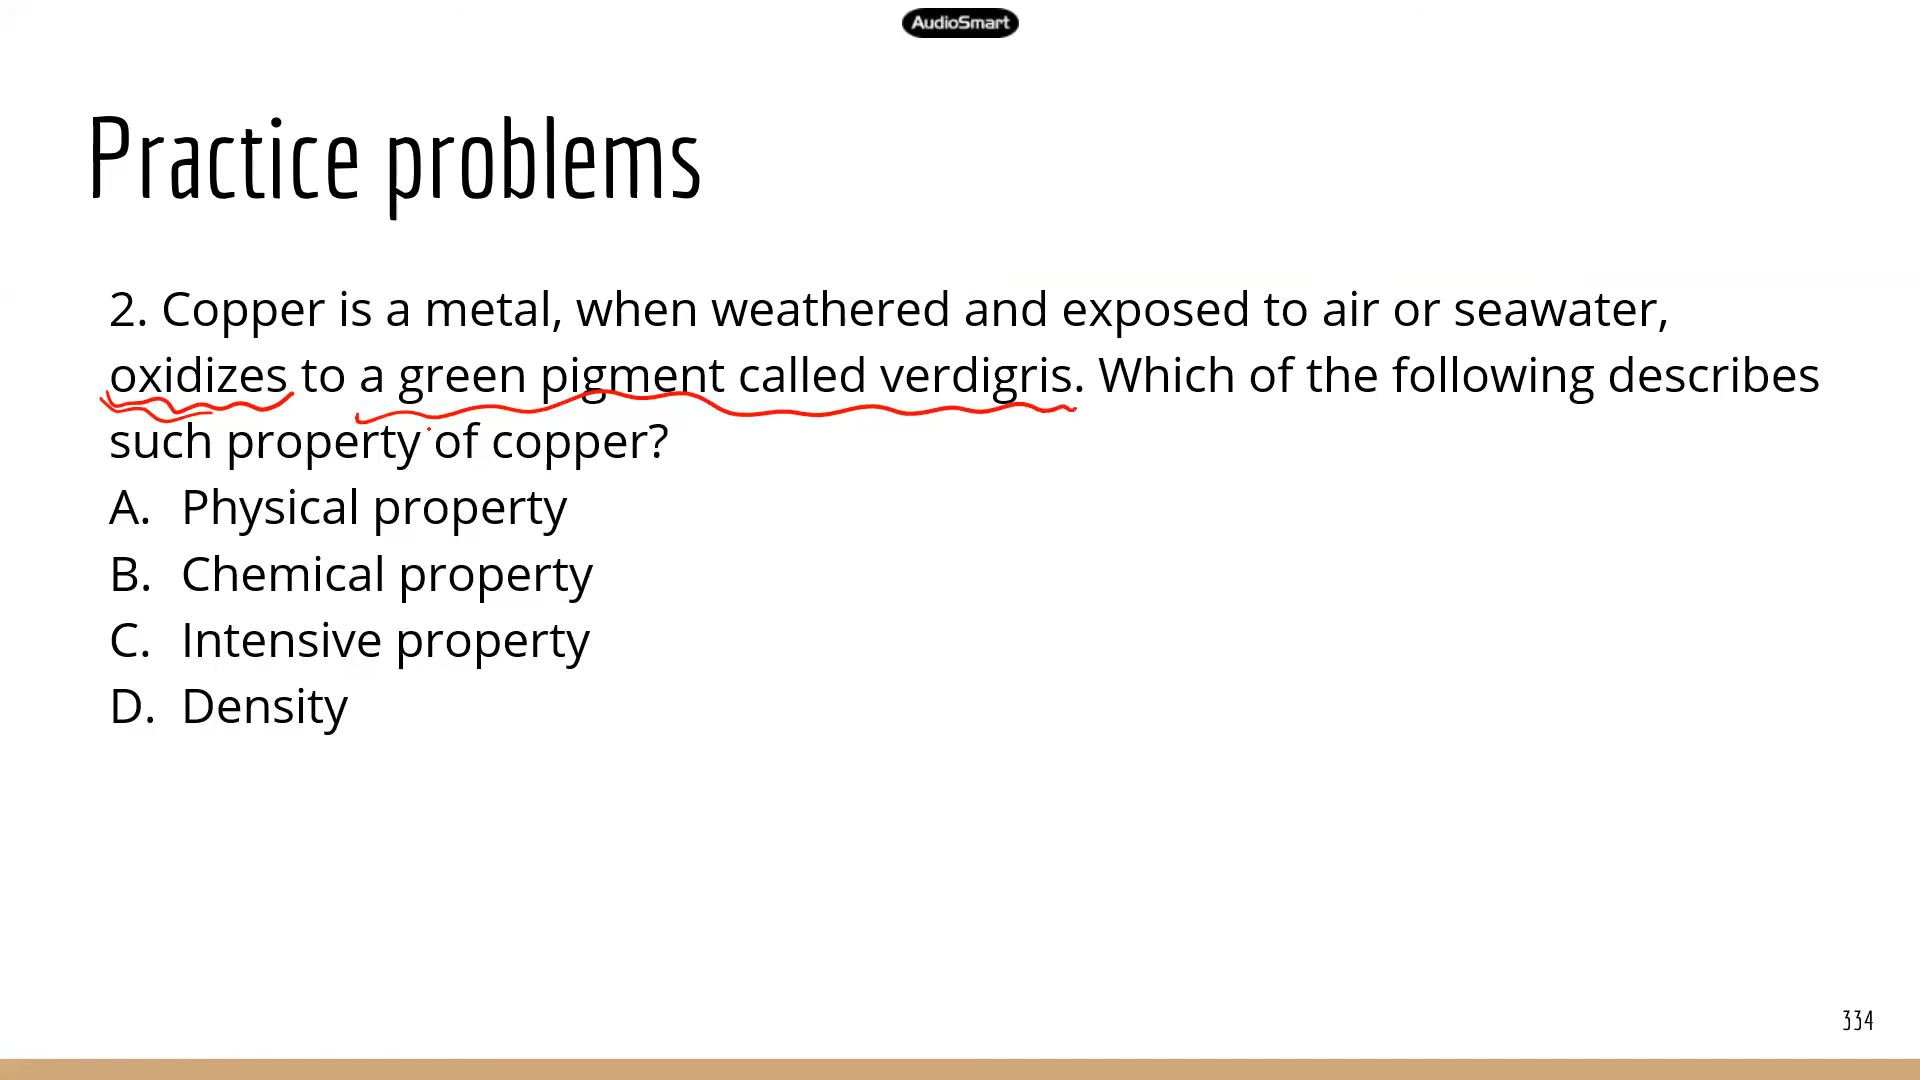 AudioSmart
Practice problems
2. Copper is a metal, when weathered and exposed to air or seawater,
oxidizes to a green pigment called verdigris. Which of the following describes
such property of copper?
A. Physical property
B. Chemical property
C. Intensive property
D. Density
334